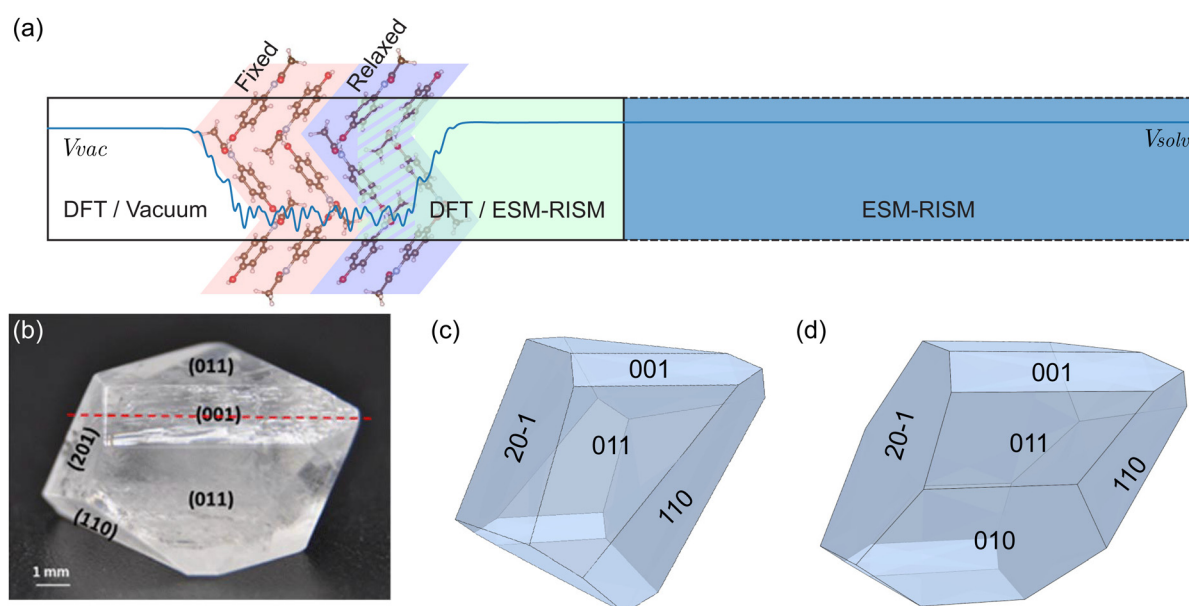 (a)
Fixed
Relaxed
Vvac
Vsolv
DFT / Vacuum
DFT / ESM-RISM
ESM-RISM
(b)
(011)
(001)
(201)
(011)
(110)
1 mm
(c)
001
20-1
011
110
(d)
001
20-1
011
110
010